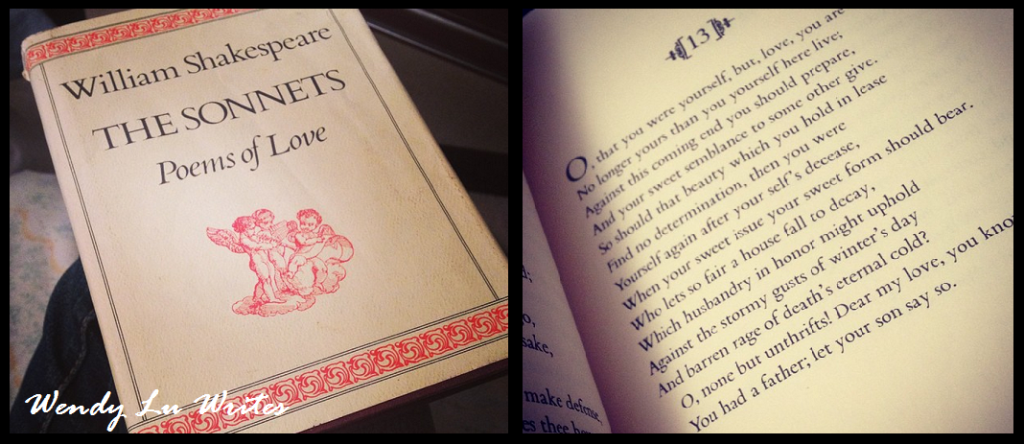 William Shakespeare
THE SONNETS
Poems of Love
Wendy Lu Writes
13
O, that you were yourself, but, love, you are
No longer yours than you yourself here live;
Against this coming end you should prepare,
And your sweet semblance to some other give.
So should that beauty which you hold in lease
Find no determination, then you were
Yourself again after your self's decease,
When your sweet issue your sweet form should bear.
Who lets so fair a house fall to decay,
Which husbandry in honor might uphold
Against the stormy gusts of winter's day
And barren rage of death's eternal cold?
O, none but unthrifts! Dear my love, you kno
You had a father; let your son say so.
sake,
make defense
es thee